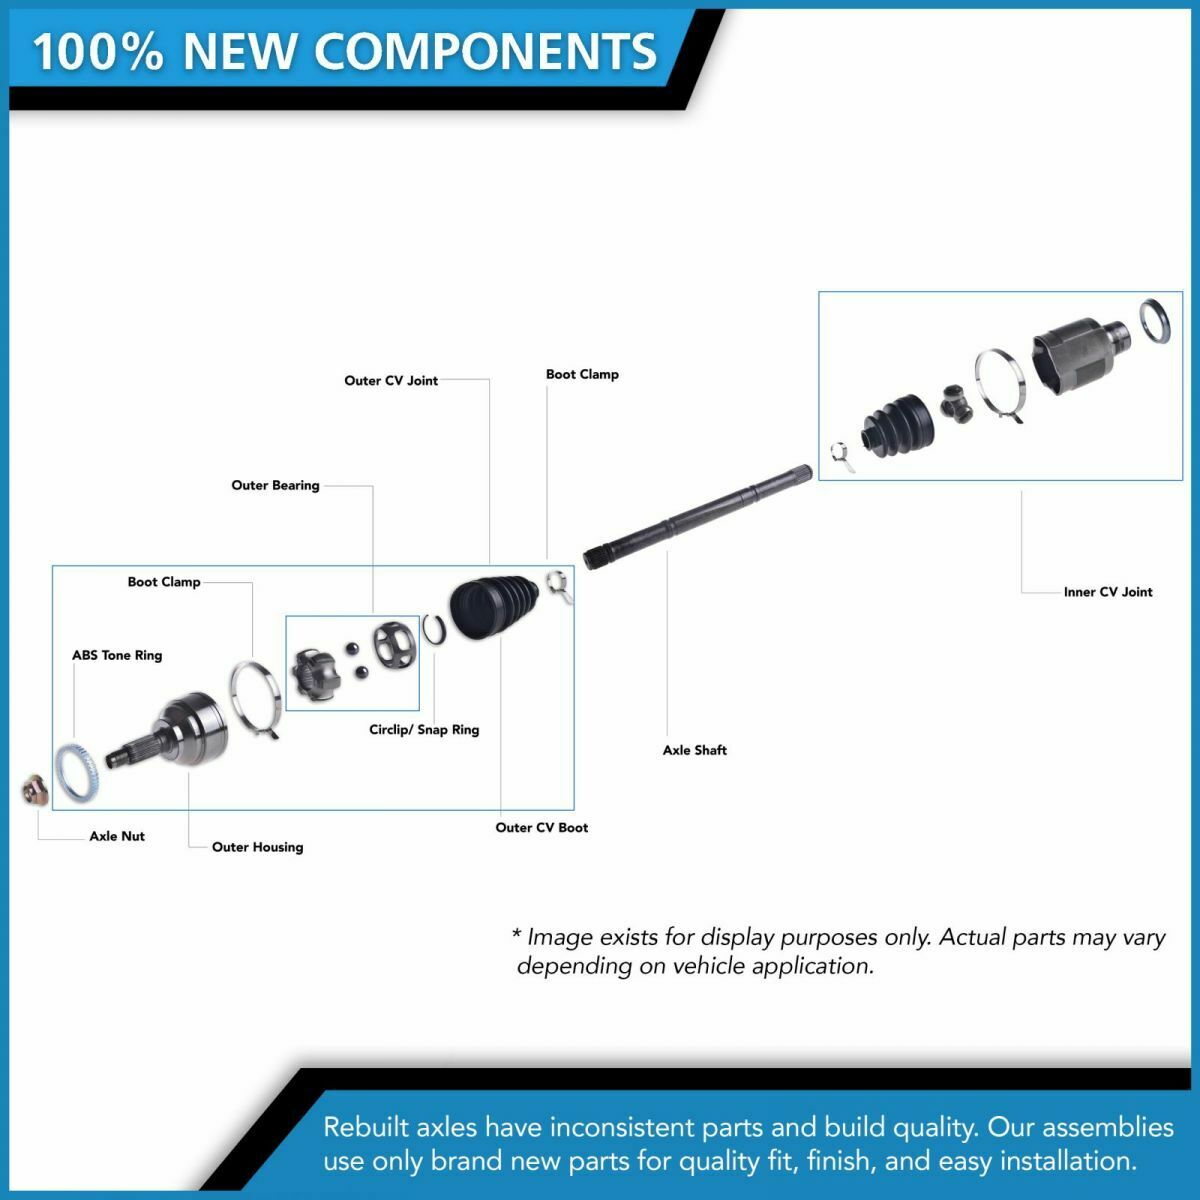 100% NEW COMPONENTS
Outer CV Joint
Boot Clamp
Outer Bearing
Boot Clamp
Inner CV Joint
ABS Tone Ring
Circlip/ Snap Ring
Axle Shaft
Outer CV Boot
Axle Nut
Outer Housing
* Image exists for display purposes only. Actual parts may vary
depending on vehicle application.
Rebuilt axles have inconsistent parts and build quality. Our assemblies
use only brand new parts for quality fit, finish, and easy installation.